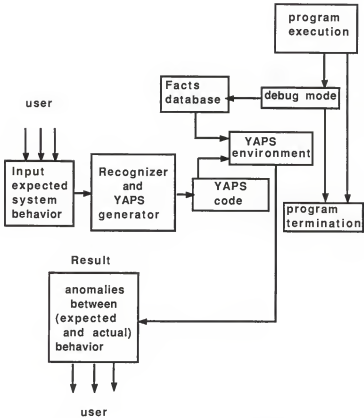 program
execution
Facts
database
debug mode
user
YAPS
environment
Input
expected
system
behavior
Recognizer
and
YAPS
generator
YAPS
code
program
termination
Result
anomalies
between
(expected
and actual)
behavior
user